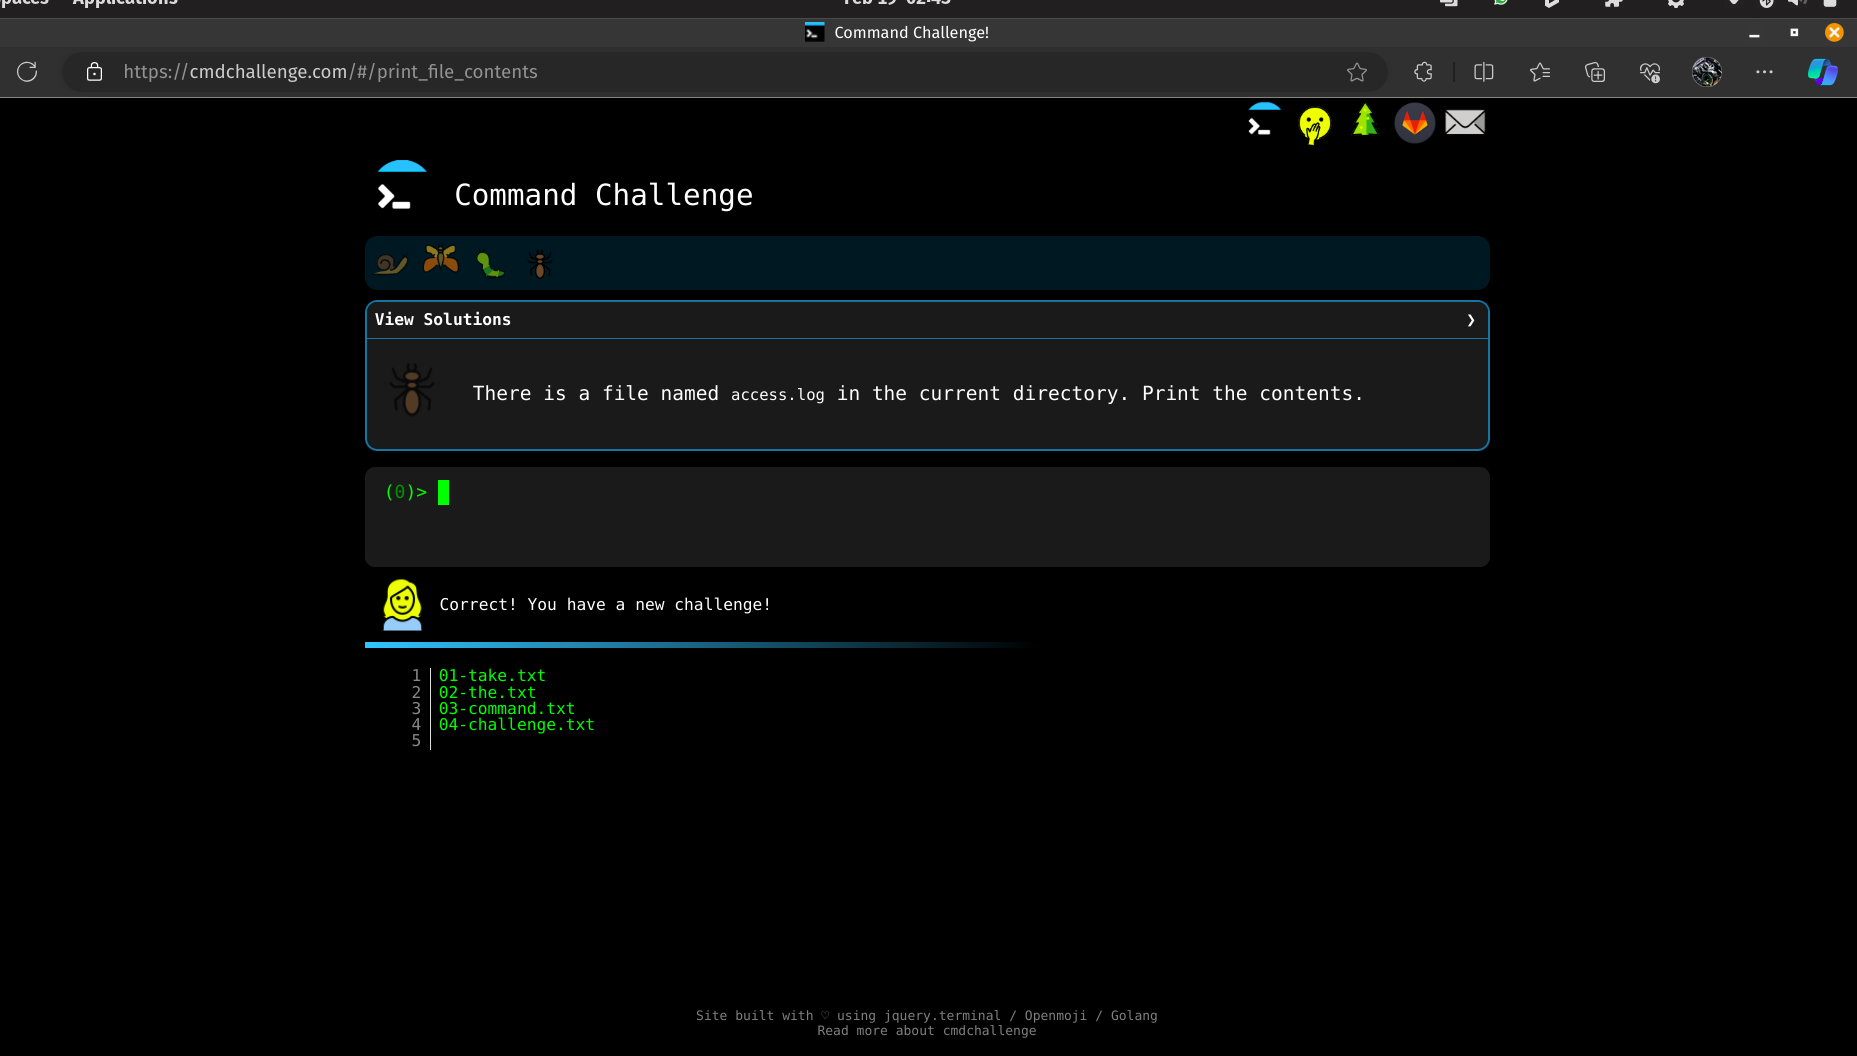 Applications
Command Challenge!
https://cmdchallenge.com/#/print_file_contents
Command Challenge
View Solutions
There is a file named access.log in the current directory. Print the contents.
(0)>
Correct! You have a new challenge!
1 01-take.txt
2 02-the.txt
3 03-command.txt
4 04-challenge.txt
5
Site built with ♡ using jquery.terminal / Openmoji / Golang
Read more about cmdchallenge